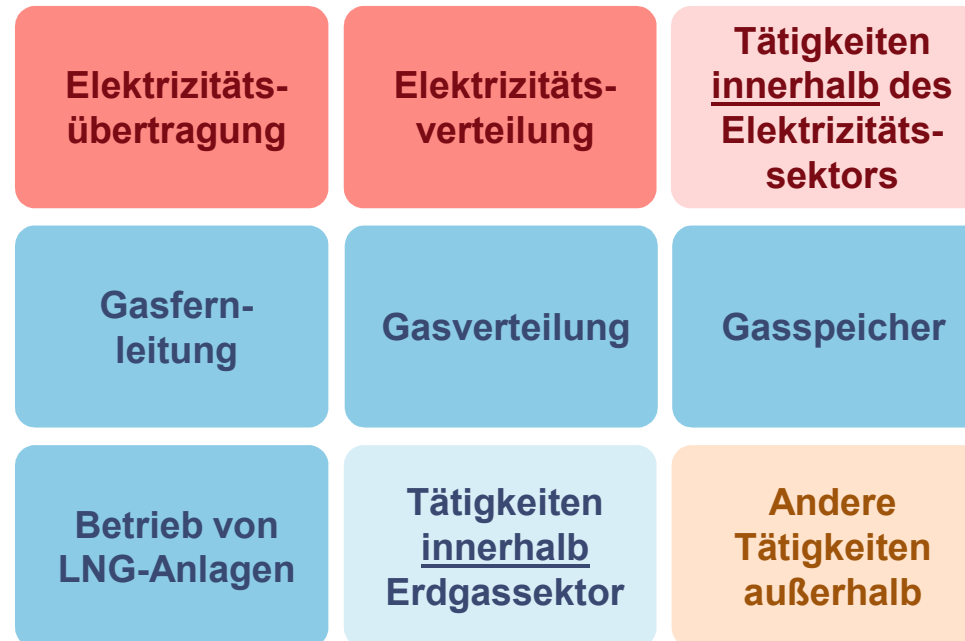 Elektrizitäts-
übertragung
Elektrizitäts-
verteilung
Tätigkeiten
innerhalb des
Elektrizitäts-
sektors
Gasfern-
leitung
Gasverteilung
Gasspeicher
Betrieb von
LNG-Anlagen
Tätigkeiten
innerhalb
Erdgassektor
Andere
Tätigkeiten
außerhalb